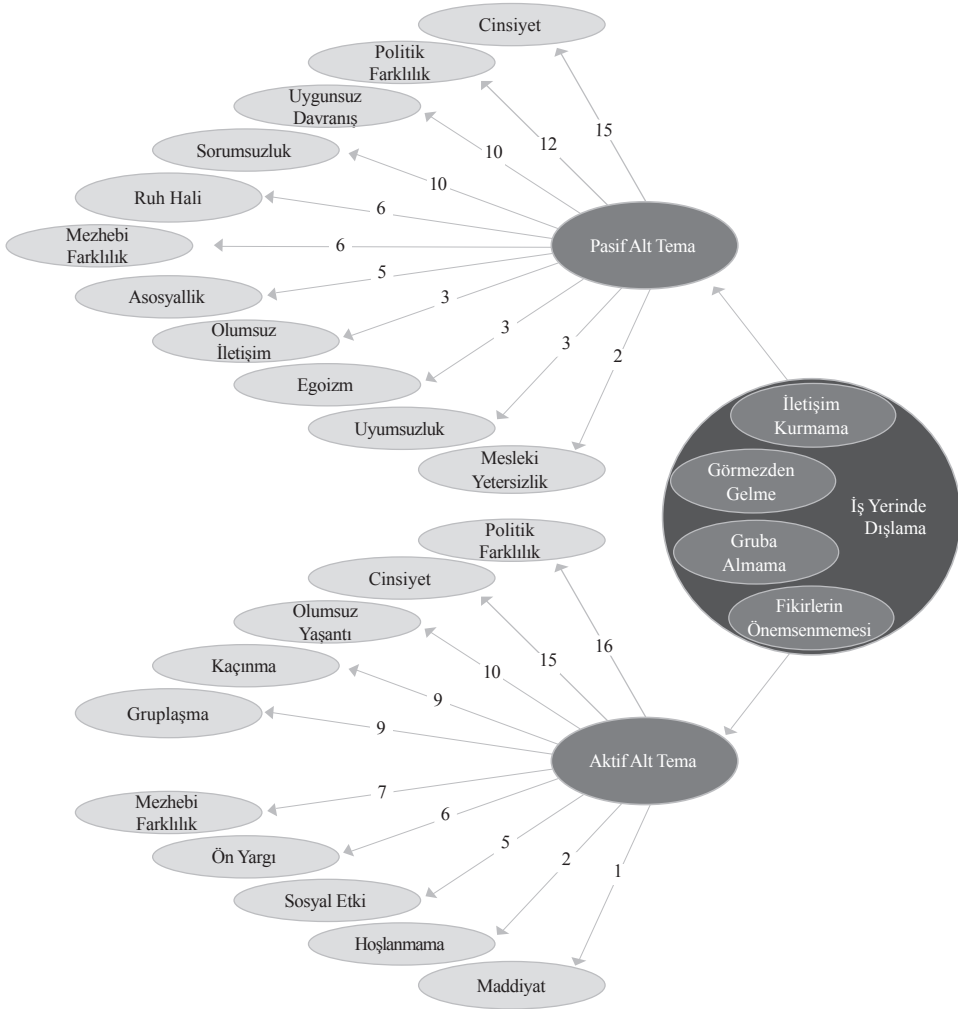 Cinsiyet
Politik
Farklılık
Uygunsuz
Davranış
Sorumsuzluk
Ruh Hali
Mezhebi
Farklılık
Asosyallik
Olumsuz
İletişim
Egoizm
Uyumsuzluk
Mesleki
Yetersizlik
15
12
10
10
6
6
5
3
3
3
2
Pasif Alt Tema
İletişim
Kurmama
Görmezden
Gelme
Gruba
Almama
Fikirlerin
Önemsenmemesi
İş Yerinde
Dışlama
Politik
Farklılık
Cinsiyet
Olumsuz
Yaşantı
Kaçınma
Gruplaşma
Mezhebi
Farklılık
Ön Yargı
Sosyal Etki
Hoşlanmama
Maddiyat
16
15
10
9
9
7
6
5
2
1
Aktif Alt Tema